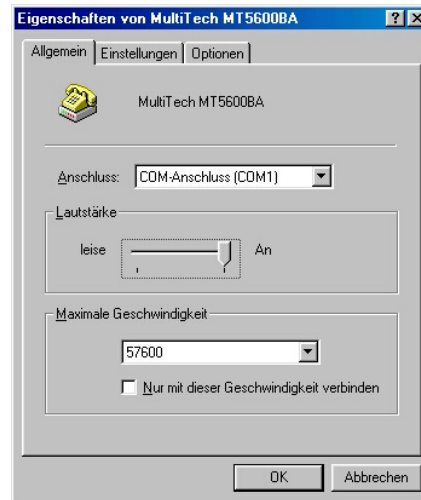 Eigenschaften von MultiTech MT5600BA
Allgemein Einstellungen Optionen
MultiTech MT5600BA
Anschluss: COM-Anschluss (COM1)
Lautstärke
leise An
Maximale Geschwindigkeit
57600
Nur mit dieser Geschwindigkeit verbinden
OK Abbrechen